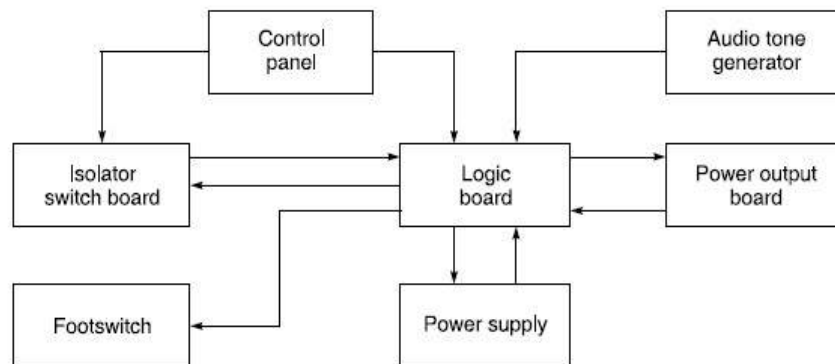 Control
panel
Audio tone
generator
Isolator
switch board
Logic
board
Power output
board
Footswitch
Power supply